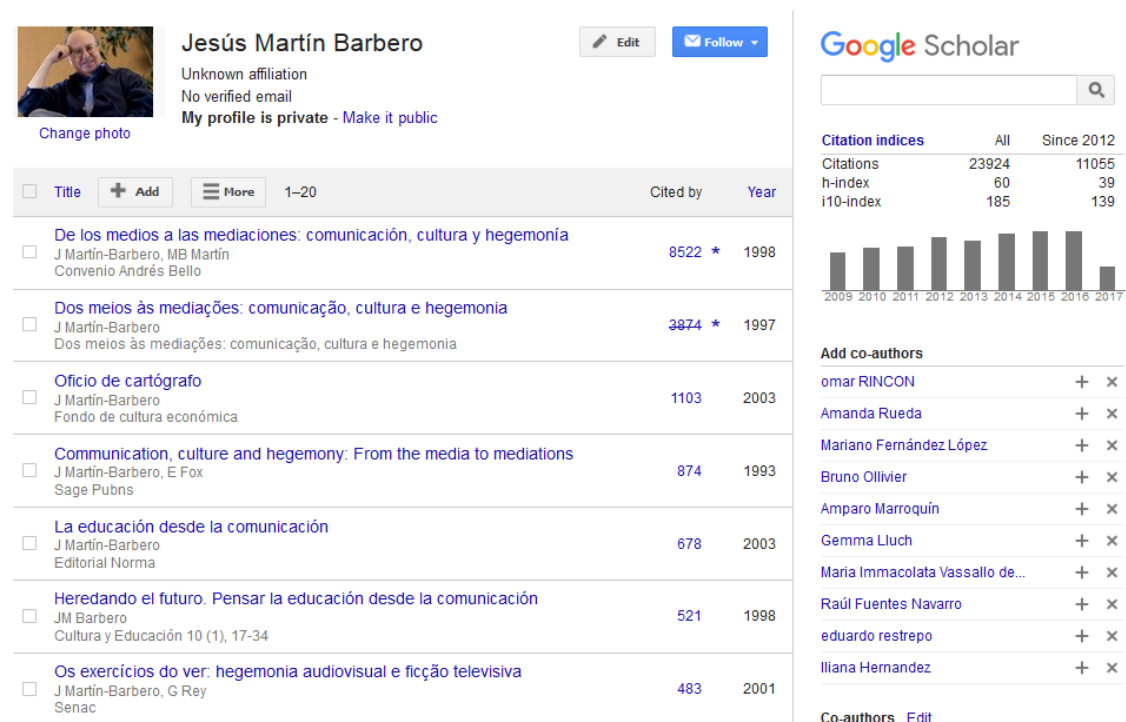 Jesús Martín Barbero
Edit
Follow
Unknown affiliation
No verified email
My profile is private - Make it public
Change photo
Title Add More 1–20 Cited by Year
De los medios a las mediaciones: comunicación, cultura y hegemonía
J Martín-Barbero, MB Martín
Convenio Andrés Bello
8522 * 1998
Dos meios às mediações: comunicação, cultura e hegemonia
J Martín-Barbero
Dos meios às mediações: comunicação, cultura e hegemonia
3874 * 1997
Oficio de cartógrafo
J Martín-Barbero
Fondo de cultura económica
1103 2003
Communication, culture and hegemony: From the media to mediations
J Martín-Barbero, E Fox
Sage Pubns
874 1993
La educación desde la comunicación
J Martín-Barbero
Editorial Norma
678 2003
Heredando el futuro. Pensar la educación desde la comunicación
JM Barbero
Cultura y Educación 10 (1), 17-34
521 1998
Os exercícios do ver: hegemonia audiovisual e ficção televisiva
J Martín-Barbero, G Rey
Senac
483 2001
Google Scholar
Citation indices All Since 2012
Citations 23924 11055
h-index 60 39
i10-index 185 139
2009 2010 2011 2012 2013 2014 2015 2016 2017
Add co-authors
omar RINCON
Amanda Rueda
Mariano Fernández López
Bruno Ollivier
Amparo Marroquín
Gemma Lluch
Maria Immacolata Vassallo de...
Raúl Fuentes Navarro
eduardo restrepo
Iliana Hernandez
Co-authors Edit...